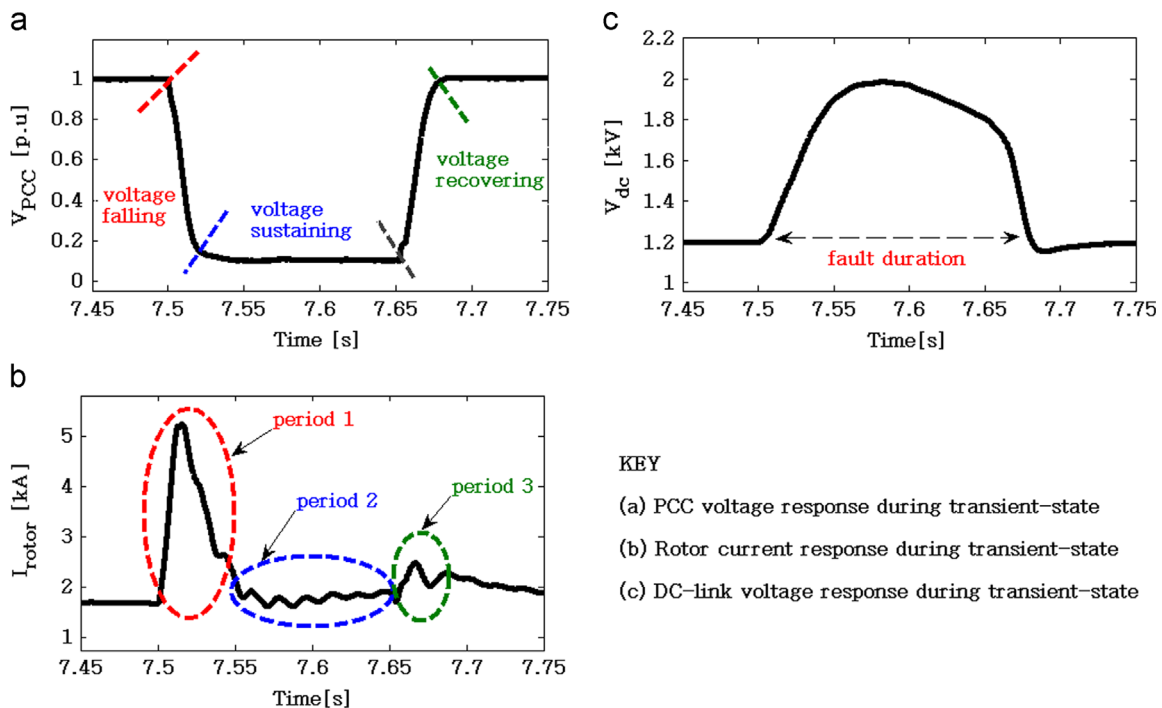 a
V_PCC [p.u]
1
0.8
0.6
0.4
0.2
0
voltage
falling
voltage
sustaining
voltage
recovering
7.45 7.5 7.55 7.6 7.65 7.7 7.75
Time [s]
c
V_dc [kV]
2.2
2
1.8
1.6
1.4
1.2
1
fault duration
7.45 7.5 7.55 7.6 7.65 7.7 7.75
Time[s]
b
I_rotor [kA]
5
4
3
2
1
period 1
period 2
period 3
7.45 7.5 7.55 7.6 7.65 7.7 7.75
Time[s]
KEY
(a) PCC voltage response during transient-state
(b) Rotor current response during transient-state
(c) DC-link voltage response during transient-state